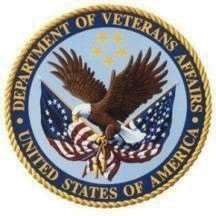 DEPARTMENT OF VETERANS AFFAIRS
UNITED STATES OF AMERICA